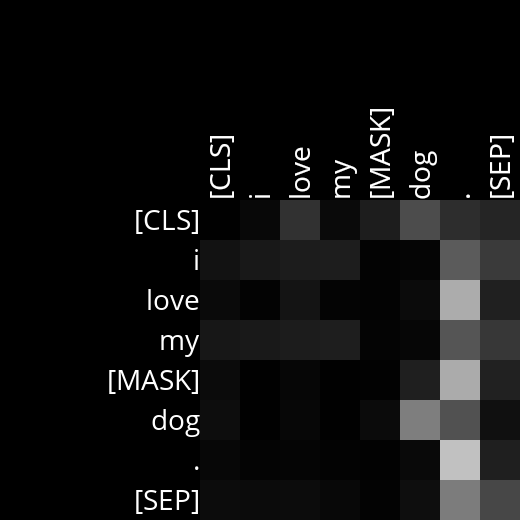 [CLS] i love my [MASK] dog . [SEP]
[CLS]
i
love
my
[MASK]
dog
.
[SEP]